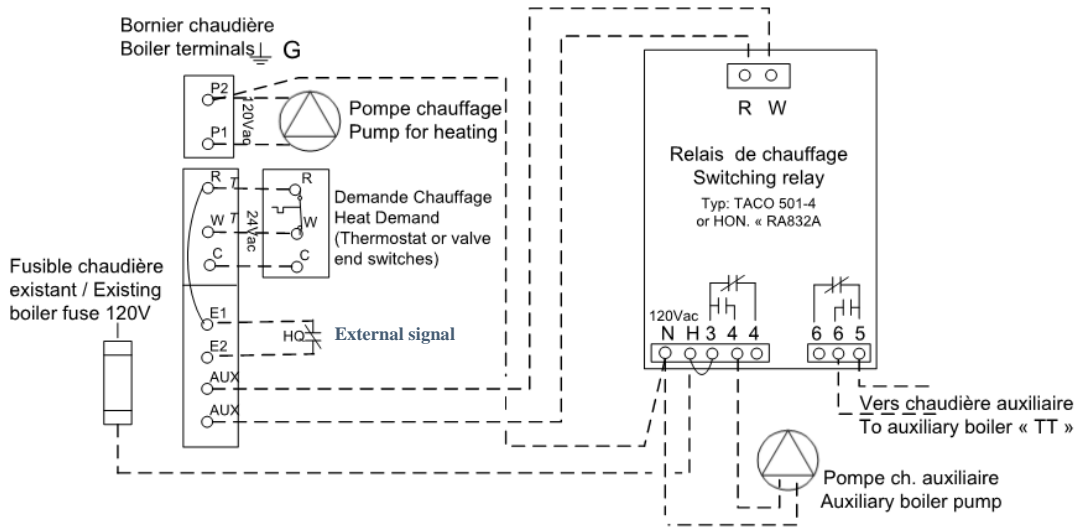 Bornier chaudière
Boiler terminals G
P2
120Vac
P1
Pompe chauffage
Pump for heating
R T
W T
24Vac
C
R
W
C
Demande Chauffage
Heat Demand
(Thermostat or valve
end switches)
Fusible chaudière
existant / Existing
boiler fuse 120V
E1
E2
HQ
External signal
AUX
AUX
R W
Relais de chauffage
Switching relay
Typ: TACO 501-4
or HON. « RA832A
120Vac
N H 3 4 4
6 6 5
Vers chaudière auxiliaire
To auxiliary boiler « TT »
Pompe ch. auxiliaire
Auxiliary boiler pump